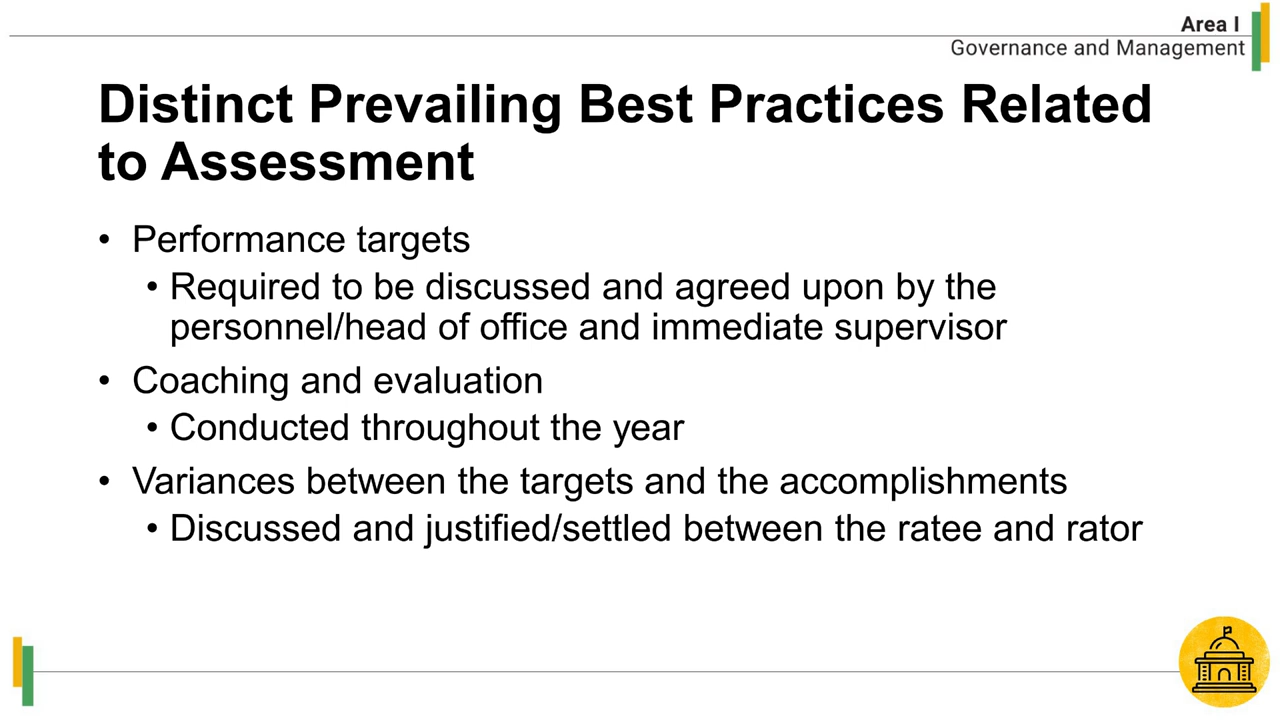 Area I
Governance and Management
Distinct Prevailing Best Practices Related
to Assessment
• Performance targets
• Required to be discussed and agreed upon by the
personnel/head of office and immediate supervisor
• Coaching and evaluation
• Conducted throughout the year
• Variances between the targets and the accomplishments
• Discussed and justified/settled between the ratee and rator